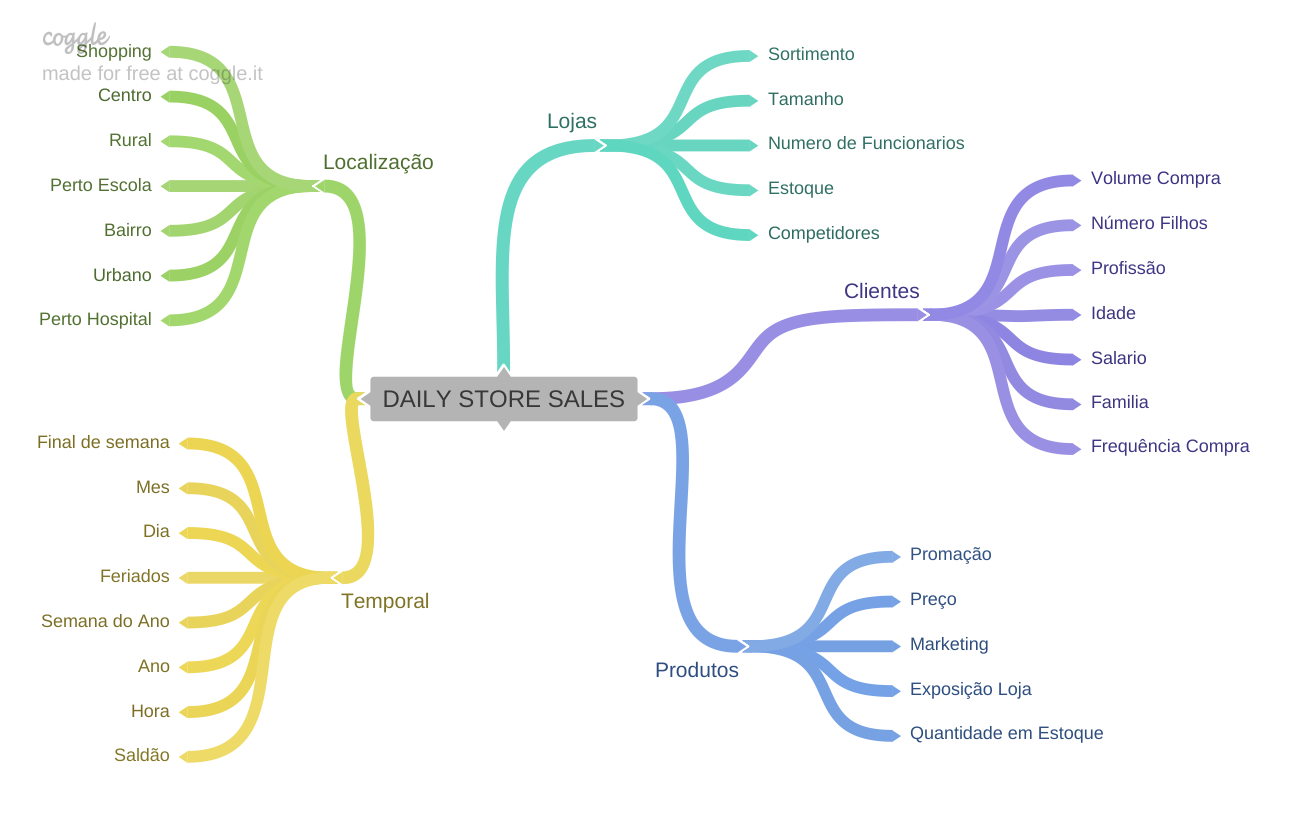 coggle
made for free at coggle.it
Shopping
Centro
Rural
Perto Escola
Bairro
Urbano
Perto Hospital
Localização
Lojas
Sortimento
Tamanho
Numero de Funcionarios
Estoque
Competidores
Clientes
Volume Compra
Número Filhos
Profissão
Idade
Salario
Familia
Frequência Compra
DAILY STORE SALES
Final de semana
Mes
Dia
Feriados
Semana do Ano
Ano
Hora
Saldão
Temporal
Produtos
Promação
Preço
Marketing
Exposição Loja
Quantidade em Estoque